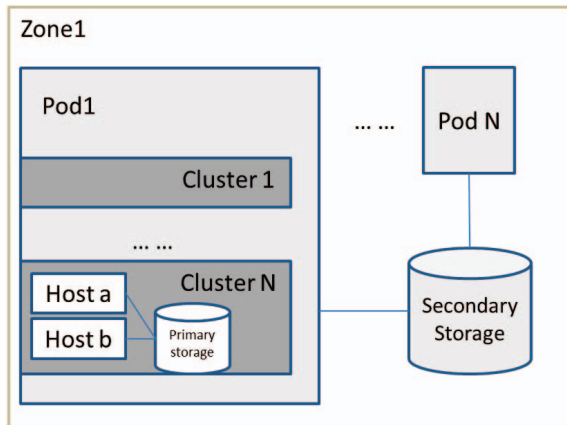 Zone1
Pod1
... ...
Pod N
Cluster 1
... ...
Cluster N
Host a
Host b
Primary
storage
Secondary
Storage